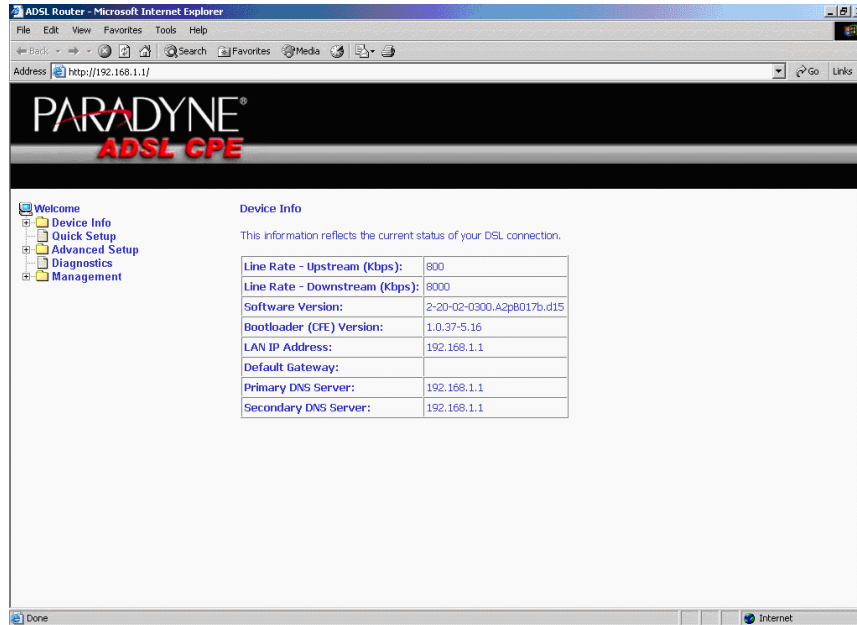 ADSL Router - Microsoft Internet Explorer
File Edit View Favorites Tools Help
Back Search Favorites Media
Address http://192.168.1.1/ Go Links
PARADYNE®
ADSL CPE
Welcome
Device Info
Quick Setup
Advanced Setup
Diagnostics
Management
Device Info
This information reflects the current status of your DSL connection.
Line Rate - Upstream (Kbps): 800
Line Rate - Downstream (Kbps): 8000
Software Version: 2-20-02-0300.A2pB017b.d15
Bootloader (CFE) Version: 1.0.37-5.16
LAN IP Address: 192.168.1.1
Default Gateway:
Primary DNS Server: 192.168.1.1
Secondary DNS Server: 192.168.1.1
Done Internet